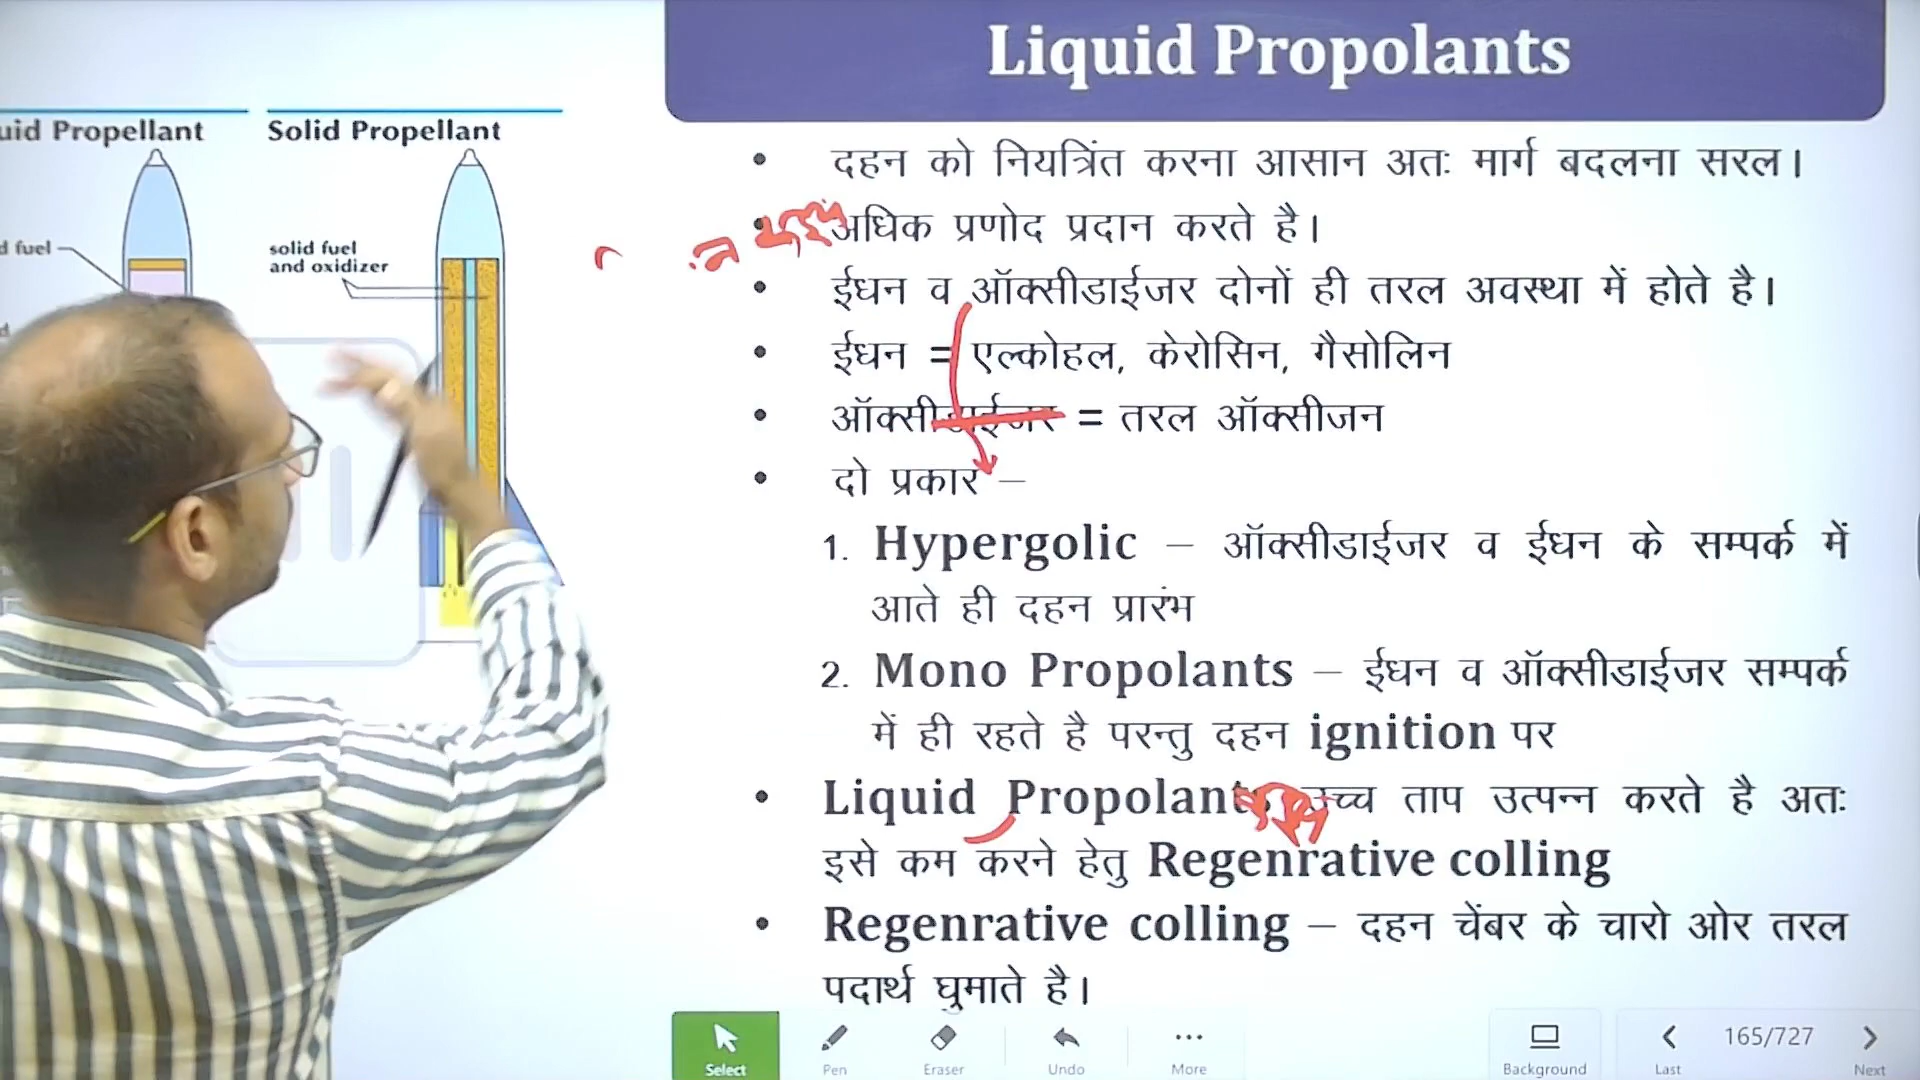 Liquid Propolants
uid Propellant
Solid Propellant
d fuel
solid fuel
and oxidizer
• दहन को नियत्रिंत करना आसान अतः मार्ग बदलना सरल।
• अधिक प्रणोद प्रदान करते है।
• ईधन व ऑक्सीडाईजर दोनों ही तरल अवस्था में होते है।
• ईधन = एल्कोहल, केरोसिन, गैसोलिन
• ऑक्सीडाईजर = तरल ऑक्सीजन
• दो प्रकार –
1. Hypergolic – ऑक्सीडाईजर व ईधन के सम्पर्क में
आते ही दहन प्रारंभ
2. Mono Propolants – ईधन व ऑक्सीडाईजर सम्पर्क
में ही रहते है परन्तु दहन ignition पर
• Liquid Propolants उच्च ताप उत्पन्न करते है अतः
इसे कम करने हेतु Regenrative colling
• Regenrative colling – दहन चेंबर के चारो ओर तरल
पदार्थ घुमाते है।
Select Pen Eraser Undo More Background Last 165/727 Next